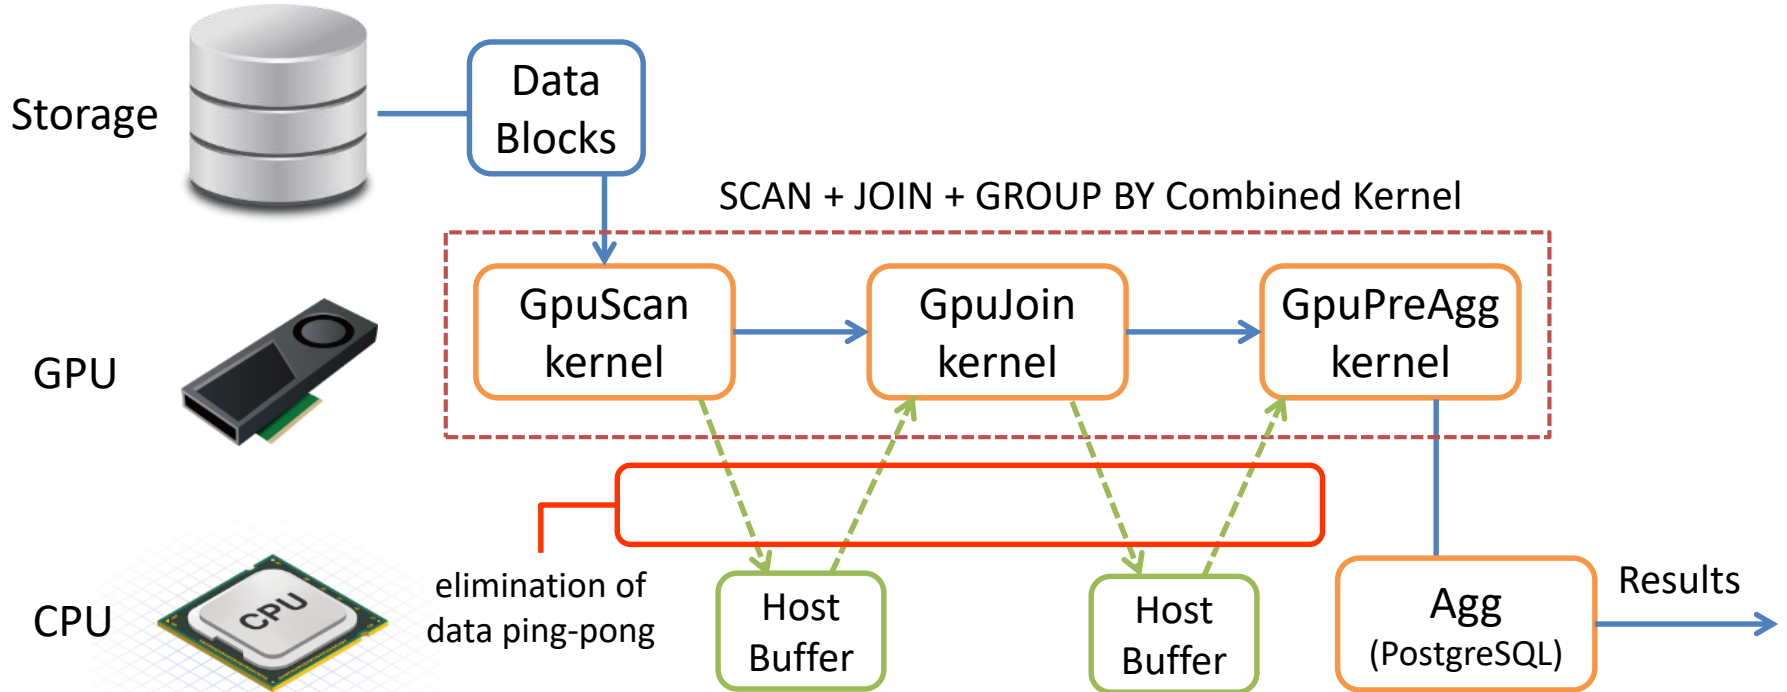 Storage
Data
Blocks
SCAN + JOIN + GROUP BY Combined Kernel
GPU
GpuScan
kernel
GpuJoin
kernel
GpuPreAgg
kernel
CPU
CPU
elimination of
data ping-pong
Host
Buffer
Host
Buffer
Agg
(PostgreSQL)
Results